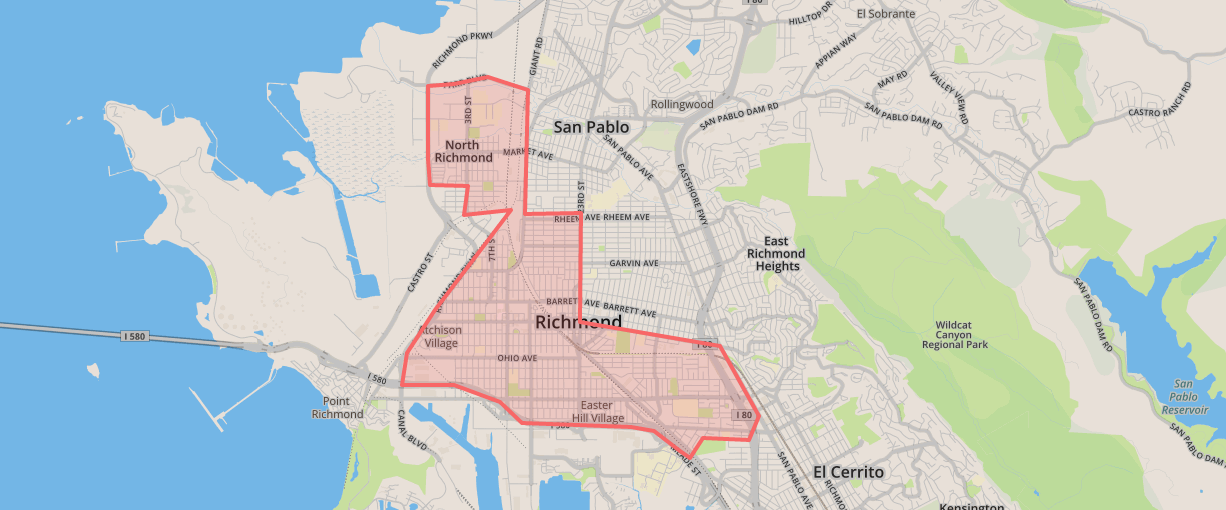 I 80
HILLTOP DR
El Sobrante
RICHMOND PKWY
GIANT RD
APPIAN WAY
MAY RD
VALLEY VIEW RD
CASTRO RANCH RD
PARR BLVD
3RD ST
San Pablo
Rollingwood
SAN PABLO DAM RD
SAN PABLO DAM RD
North
Richmond
MARKET AVE
SAN PABLO AVE
EASTSHORE FWY
23RD ST
RHEEM AVE
RHEEM AVE
7TH S
CASTRO ST
GARVIN AVE
East
Richmond
Heights
BARRETT AVE
BARRETT AVE
Richmond
I 580
tchison
Village
OHIO AVE
I 80
Wildcat
Canyon
Regional Park
SAN PABLO DAM RD
San
Pablo
Reservoir
I 580
Point
Richmond
CANAL BLVD
Easter
Hill Village
I 80
I 580
MEADE ST
SAN PABLO AVE
El Cerrito
RICHMOND
SAN PABLO DAM
Kensington